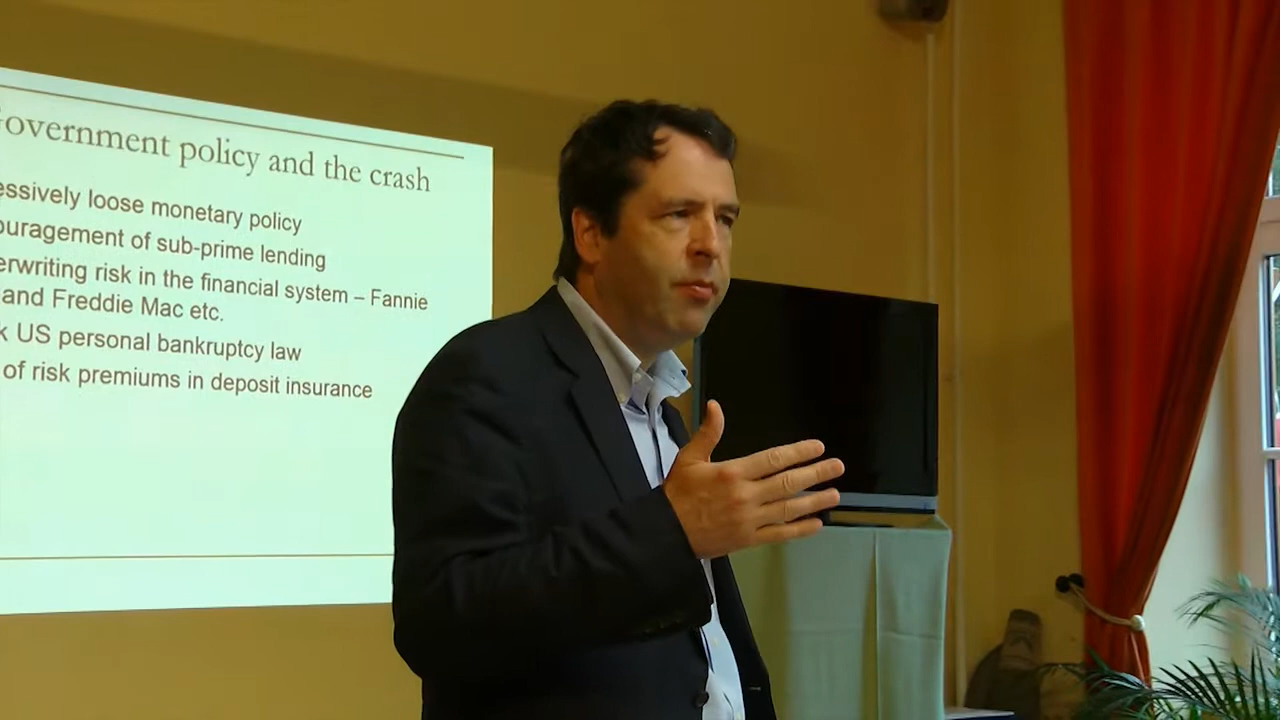 Government policy and the crash
essively loose monetary policy
ouragement of sub-prime lending
erwriting risk in the financial system – Fannie
and Freddie Mac etc.
k US personal bankruptcy law
of risk premiums in deposit insurance